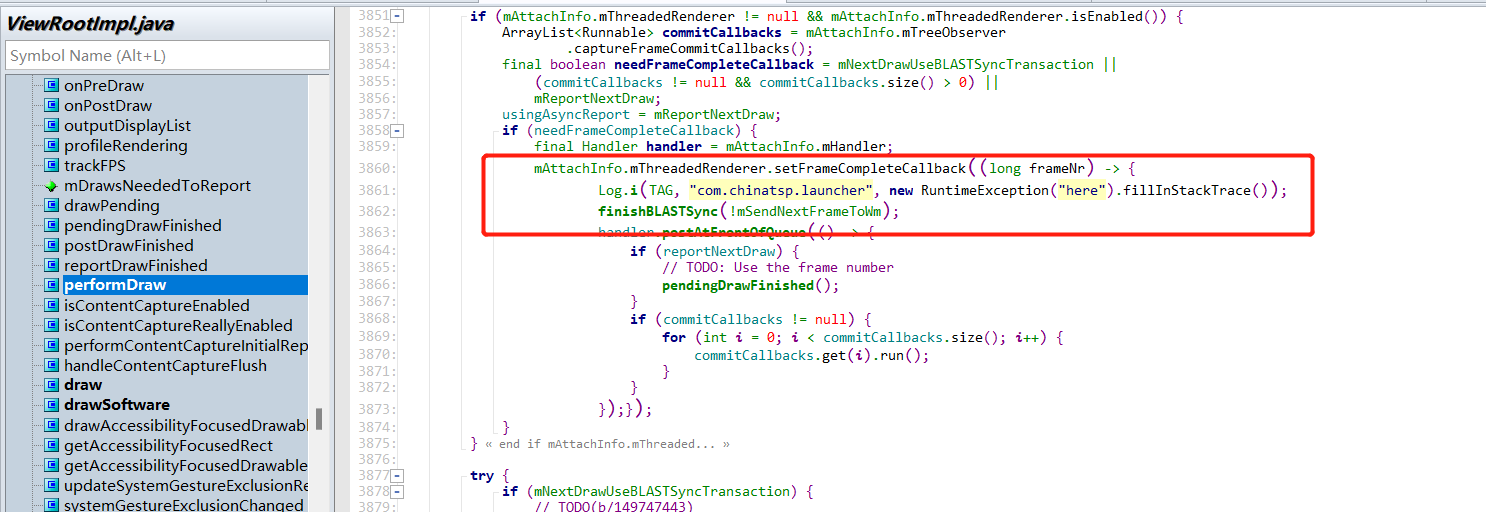 ViewRootImpl.java
Symbol Name (Alt+L)
onPreDraw
onPostDraw
outputDisplayList
profileRendering
trackFPS
mDrawsNeededToReport
drawPending
pendingDrawFinished
postDrawFinished
reportDrawFinished
performDraw
isContentCaptureEnabled
isContentCaptureReallyEnabled
performContentCaptureInitialRep
handleContentCaptureFlush
draw
drawSoftware
drawAccessibilityFocusedDrawabl
getAccessibilityFocusedRect
getAccessibilityFocusedDrawable
updateSystemGestureExclusionRe
systemGestureExclusionChanged
3851: if (mAttachInfo.mThreadedRenderer != null && mAttachInfo.mThreadedRenderer.isEnabled()) {
3852: ArrayList<Runnable> commitCallbacks = mAttachInfo.mTreeObserver
3853: .captureFrameCommitCallbacks();
3854: final boolean needFrameCompleteCallback = mNextDrawUseBLASTSyncTransaction ||
3855: (commitCallbacks != null && commitCallbacks.size() > 0) ||
3856: mReportNextDraw;
3857: usingAsyncReport = mReportNextDraw;
3858: if (needFrameCompleteCallback) {
3859: final Handler handler = mAttachInfo.mHandler;
3860: mAttachInfo.mThreadedRenderer.setFrameCompleteCallback((long frameNr) -> {
3861: Log.i(TAG, "com.chinatsp.launcher", new RuntimeException("here").fillInStackTrace());
3862: finishBLASTSync(!mSendNextFrameToWm);
3863: handler.postAtFrontOfQueue(() -> {
3864: if (reportNextDraw) {
3865: // TODO: Use the frame number
3866: pendingDrawFinished();
3867: }
3868: if (commitCallbacks != null) {
3869: for (int i = 0; i < commitCallbacks.size(); i++) {
3870: commitCallbacks.get(i).run();
3871: }
3872: }
3873: });});
3874: }
3875: } « end if mAttachInfo.mThreaded... »
3876:
3877: try {
3878: if (mNextDrawUseBLASTSyncTransaction) {
3879: // TODO(b/149747443)